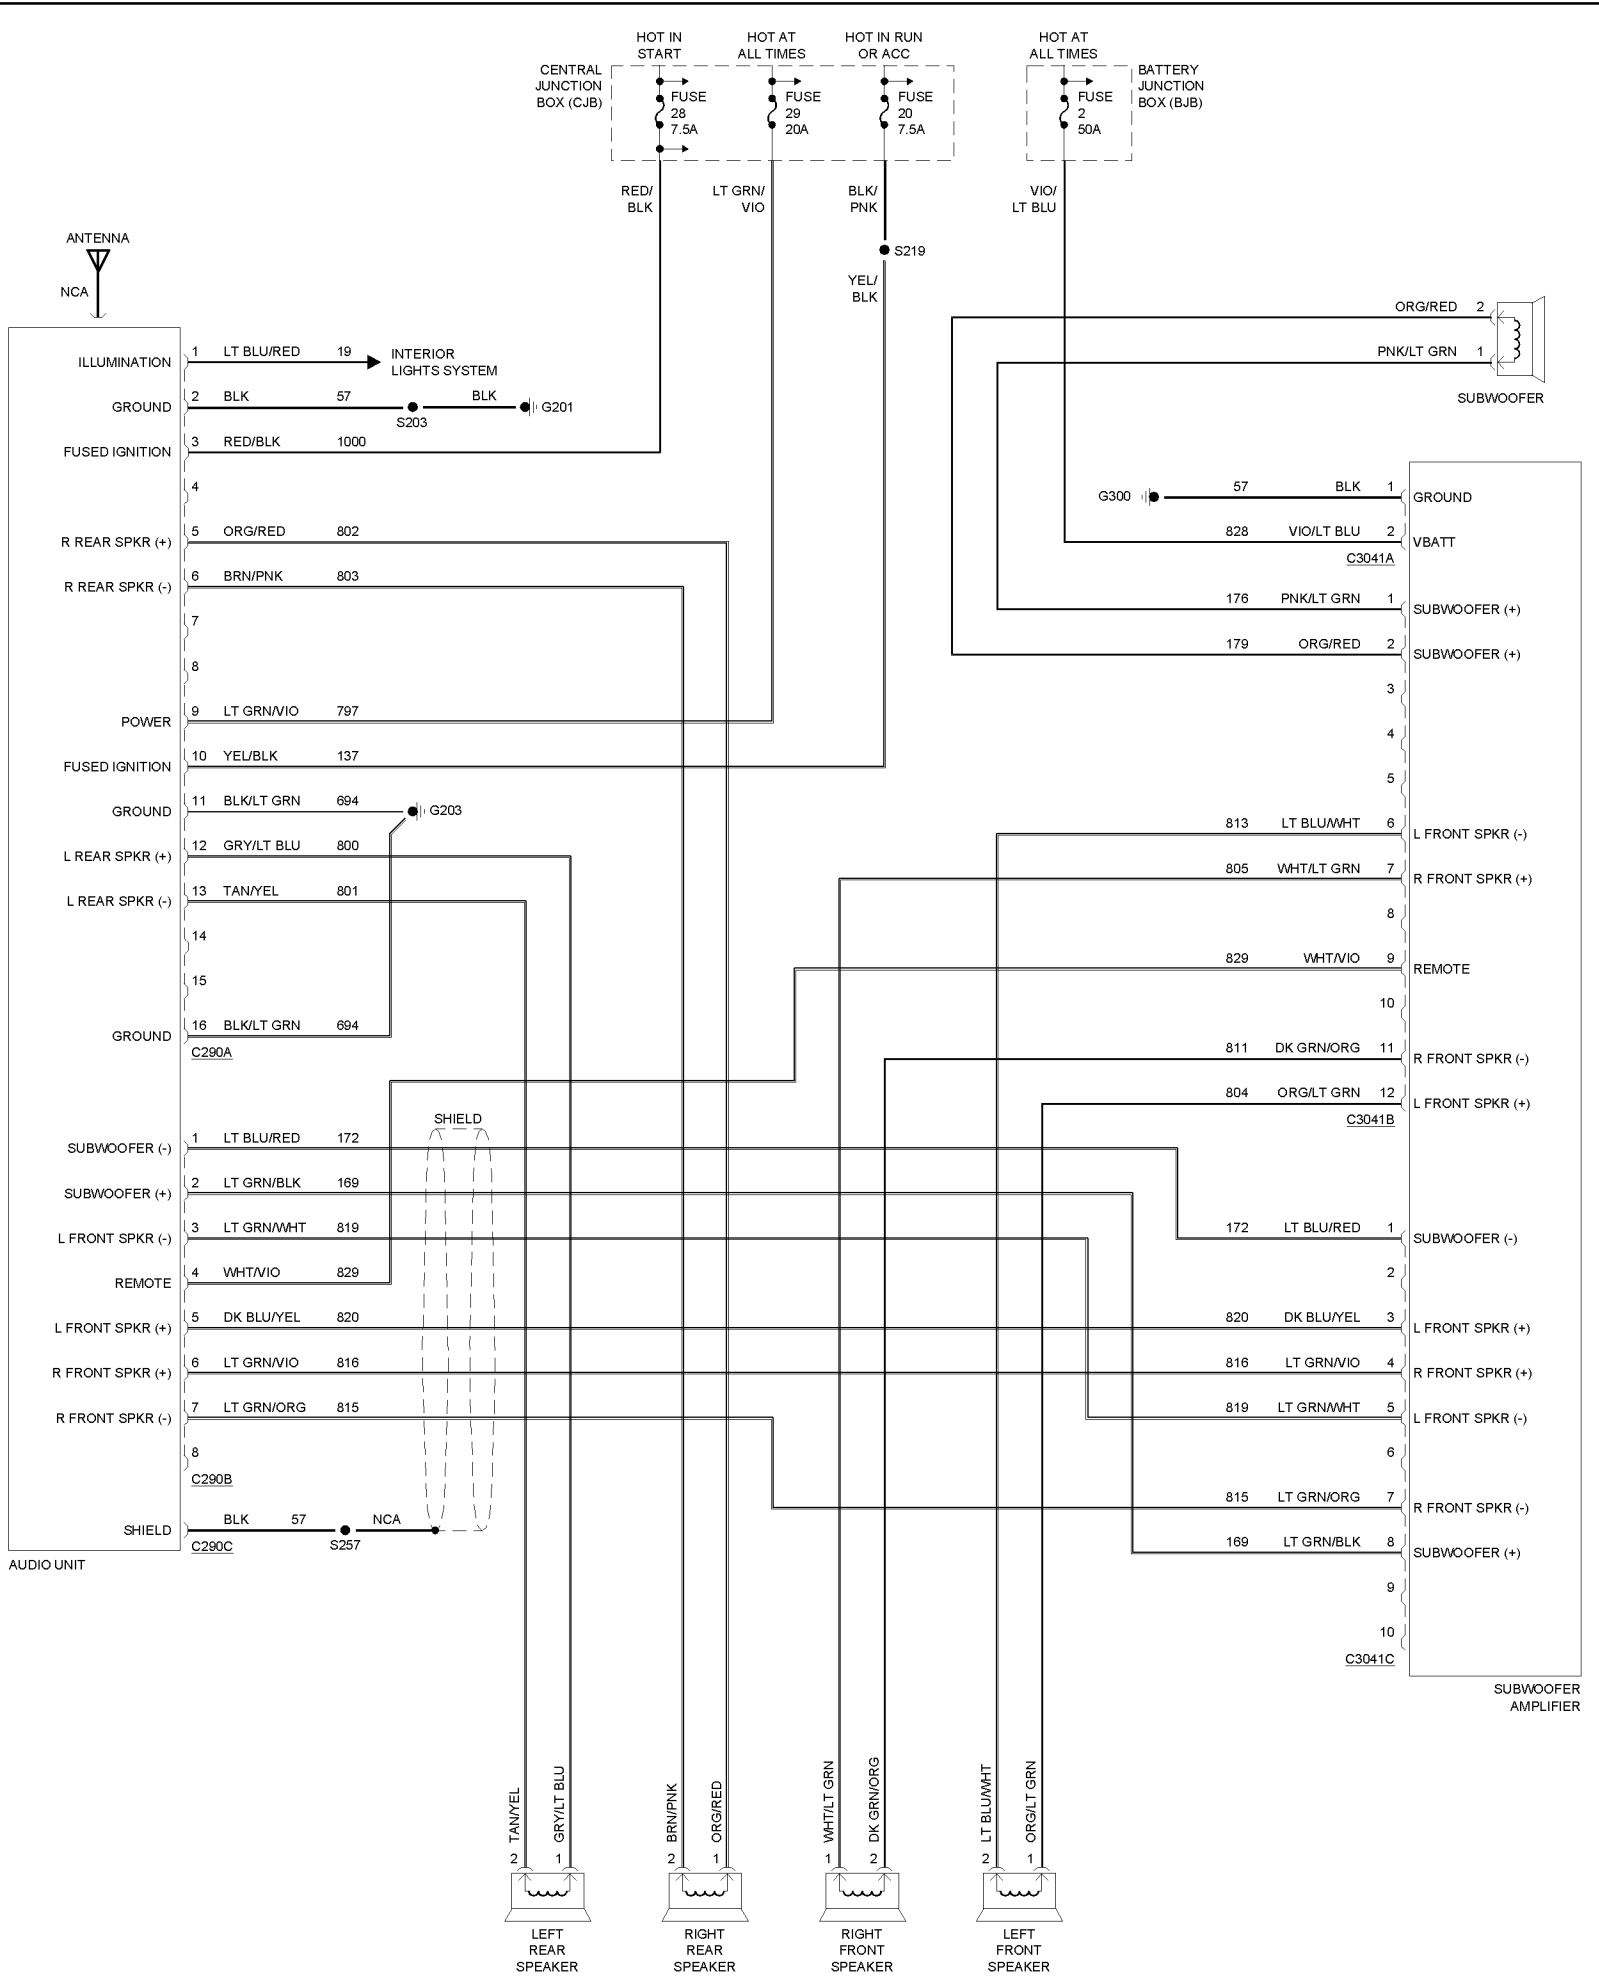 HOT IN
START
HOT AT
ALL TIMES
HOT IN RUN
OR ACC
HOT AT
ALL TIMES
CENTRAL
JUNCTION
BOX (CJB)
FUSE
28
7.5A
FUSE
29
20A
FUSE
20
7.5A
FUSE
2
50A
BATTERY
JUNCTION
BOX (BJB)
RED/
BLK
LT GRN/
VIO
BLK/
PNK
VIO/
LT BLU
S219
YEL/
BLK
ANTENNA
NCA
ORG/RED 2
PNK/LT GRN 1
SUBWOOFER
ILLUMINATION 1 LT BLU/RED 19
INTERIOR
LIGHTS SYSTEM
GROUND 2 BLK 57 BLK G201
S203
FUSED IGNITION 3 RED/BLK 1000
4
R REAR SPKR (+) 5 ORG/RED 802
R REAR SPKR (-) 6 BRN/PNK 803
7
8
POWER 9 LT GRN/VIO 797
FUSED IGNITION 10 YEL/BLK 137
GROUND 11 BLK/LT GRN 694 G203
L REAR SPKR (+) 12 GRY/LT BLU 800
L REAR SPKR (-) 13 TAN/YEL 801
14
15
GROUND 16 BLK/LT GRN 694
C290A
SHIELD
SUBWOOFER (-) 1 LT BLU/RED 172
SUBWOOFER (+) 2 LT GRN/BLK 169
L FRONT SPKR (-) 3 LT GRN/WHT 819
REMOTE 4 WHT/VIO 829
L FRONT SPKR (+) 5 DK BLU/YEL 820
R FRONT SPKR (+) 6 LT GRN/VIO 816
R FRONT SPKR (-) 7 LT GRN/ORG 815
8
C290B
SHIELD BLK 57 NCA
C290C
S257
AUDIO UNIT
G300 57 BLK 1 GROUND
828 VIO/LT BLU 2 VBATT
C3041A
176 PNK/LT GRN 1 SUBWOOFER (+)
179 ORG/RED 2 SUBWOOFER (+)
3
4
5
813 LT BLU/WHT 6 L FRONT SPKR (-)
805 WHT/LT GRN 7 R FRONT SPKR (+)
8
829 WHT/VIO 9 REMOTE
10
811 DK GRN/ORG 11 R FRONT SPKR (-)
804 ORG/LT GRN 12 L FRONT SPKR (+)
C3041B
172 LT BLU/RED 1 SUBWOOFER (-)
2
820 DK BLU/YEL 3 L FRONT SPKR (+)
816 LT GRN/VIO 4 R FRONT SPKR (+)
819 LT GRN/WHT 5 L FRONT SPKR (-)
6
815 LT GRN/ORG 7 R FRONT SPKR (-)
169 LT GRN/BLK 8 SUBWOOFER (+)
9
10
C3041C
SUBWOOFER
AMPLIFIER
TAN/YEL
GRY/LT BLU
BRN/PNK
ORG/RED
WHT/LT GRN
DK GRN/ORG
LT BLU/WHT
ORG/LT GRN
2 1 2 1 1 2 2 1
LEFT
REAR
SPEAKER
RIGHT
REAR
SPEAKER
RIGHT
FRONT
SPEAKER
LEFT
FRONT
SPEAKER